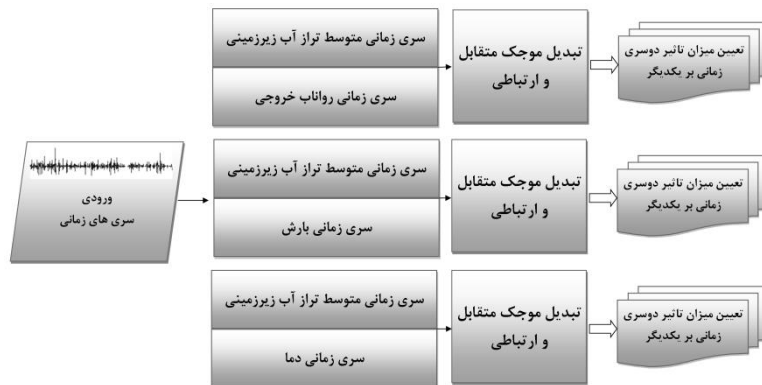 سری زمانی متوسط تراز آب زیرزمینی
سری زمانی رواناب خروجی
تبدیل موجک متقابل
و ارتباطی
تعیین میزان تاثیر دوسری
زمانی بر یکدیگر
ورودی
سری های زمانی
سری زمانی متوسط تراز آب زیرزمینی
سری زمانی بارش
تبدیل موجک متقابل
و ارتباطی
تعیین میزان تاثیر دوسری
زمانی بر یکدیگر
سری زمانی متوسط تراز آب زیرزمینی
سری زمانی دما
تبدیل موجک متقابل
و ارتباطی
تعیین میزان تاثیر دوسری
زمانی بر یکدیگر